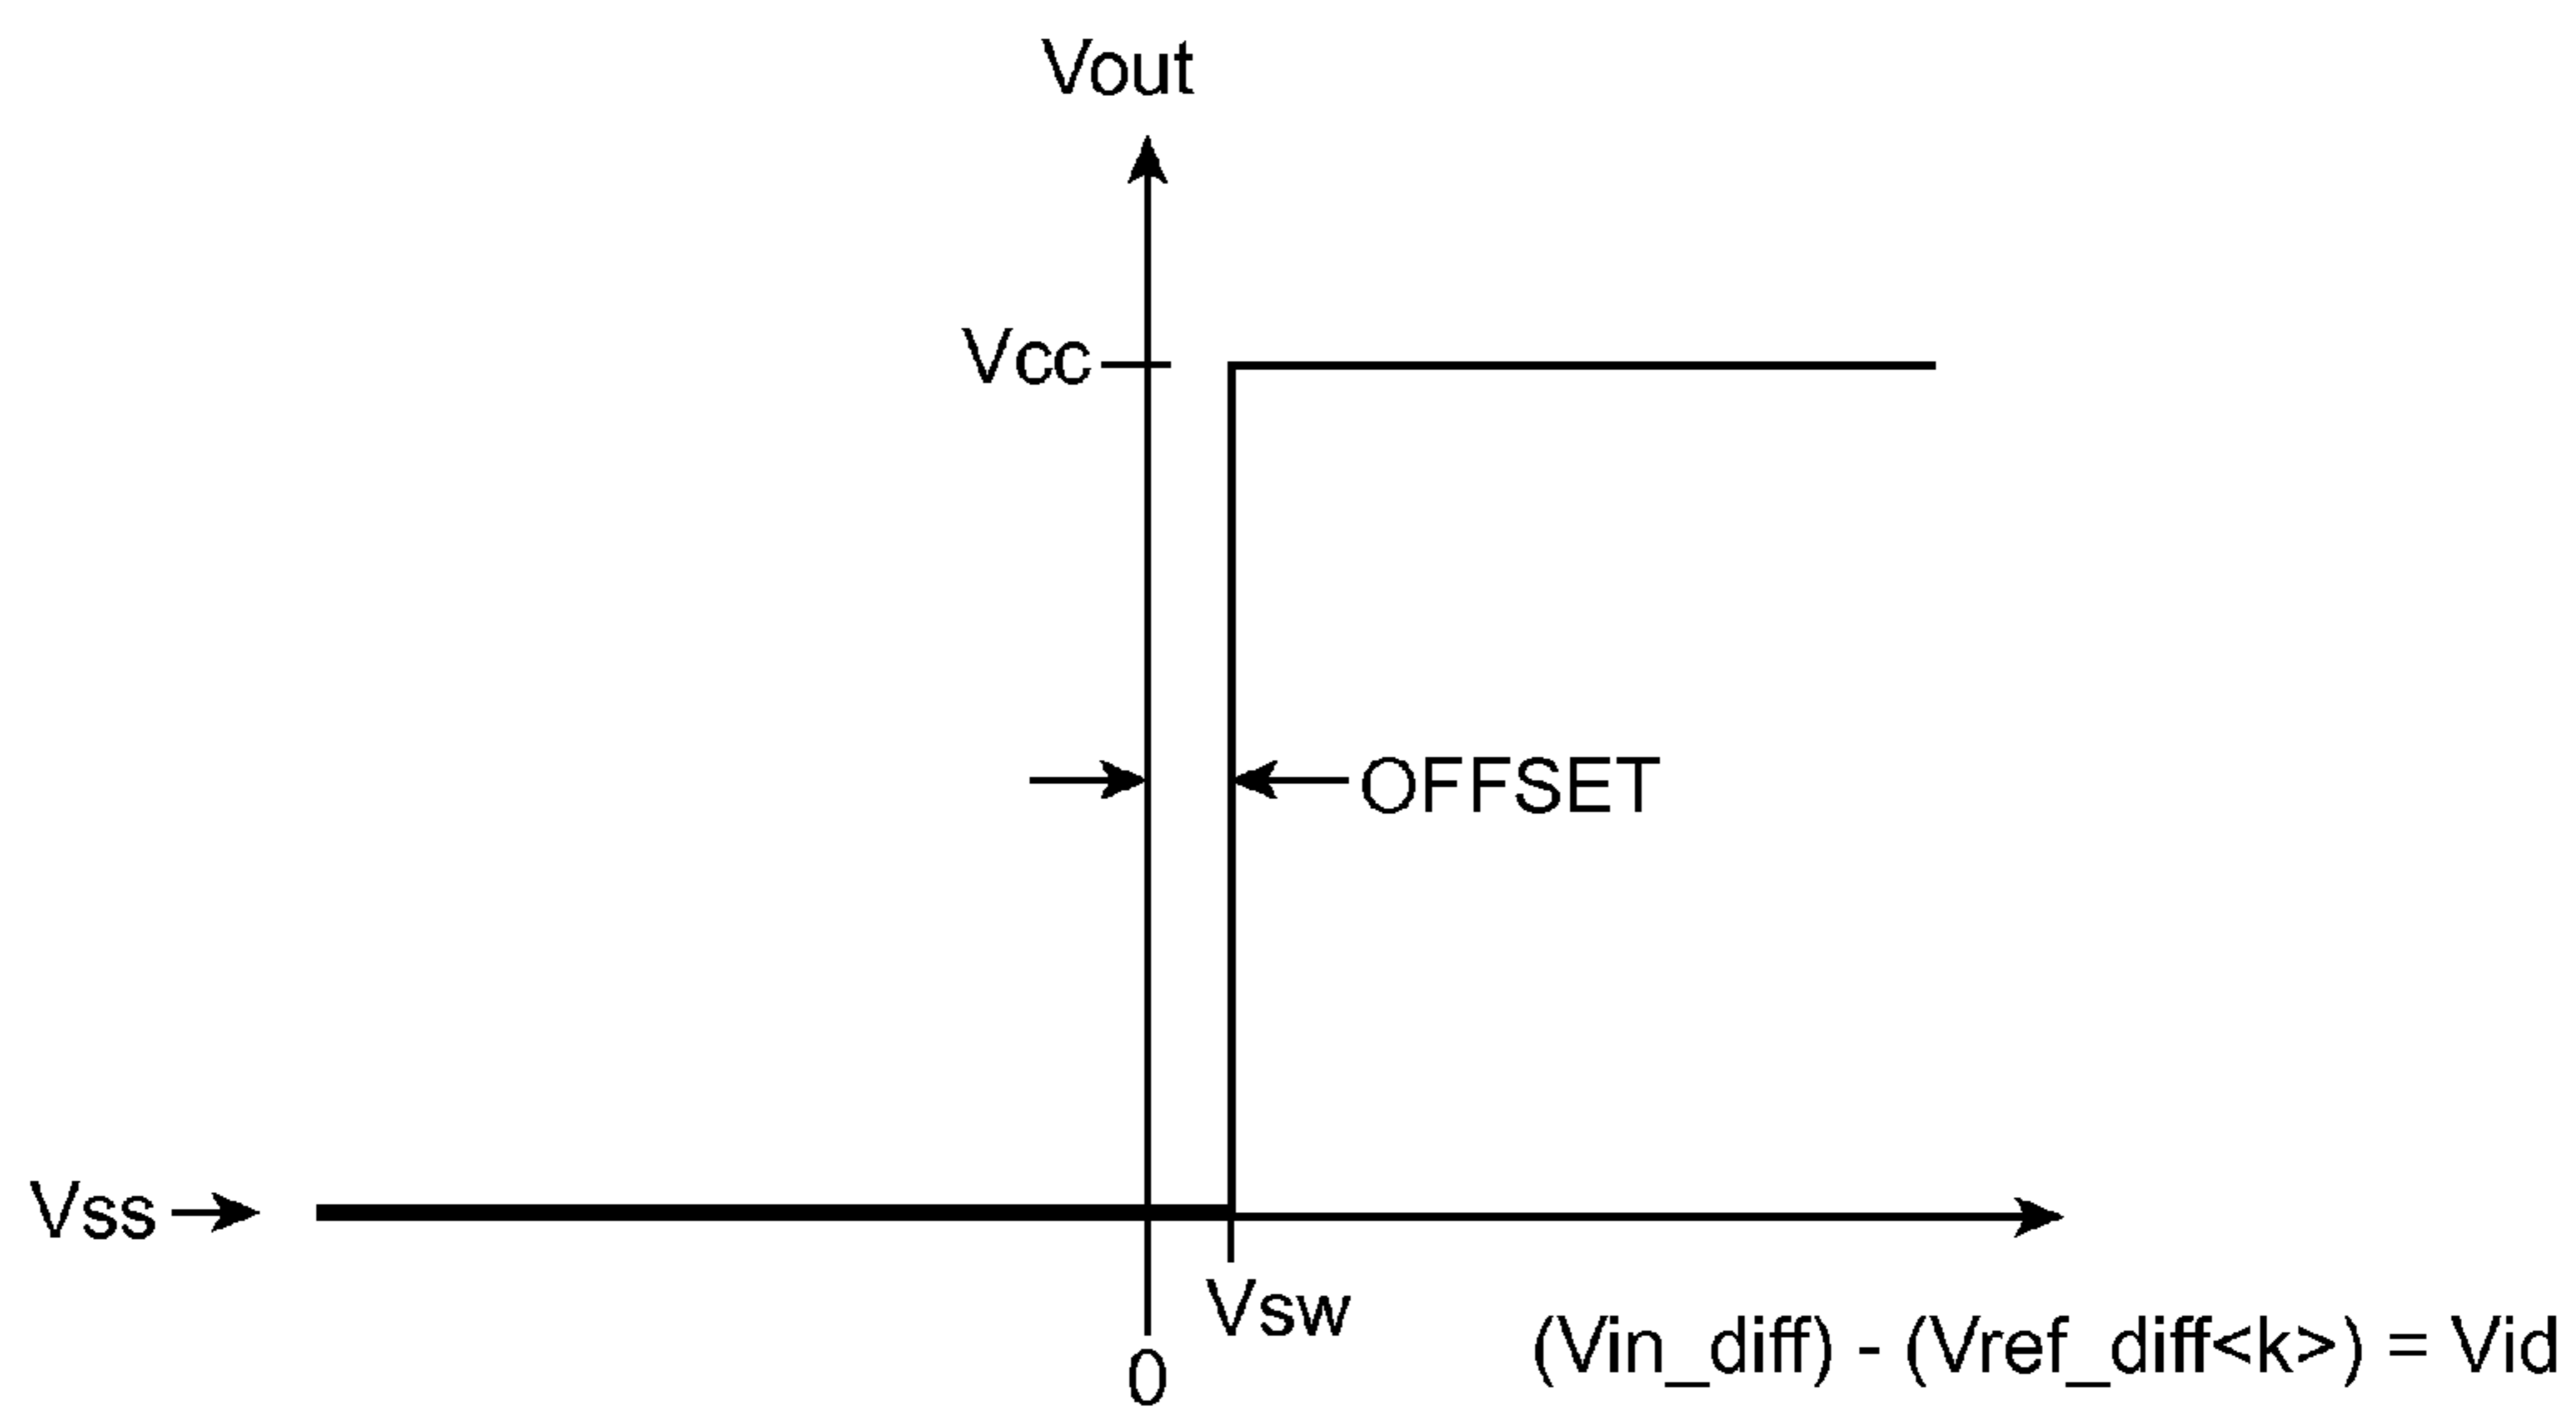 Vout
Vcc
OFFSET
Vss
Vsw
(Vin_diff) - (Vref_diff<k>) = Vid
0